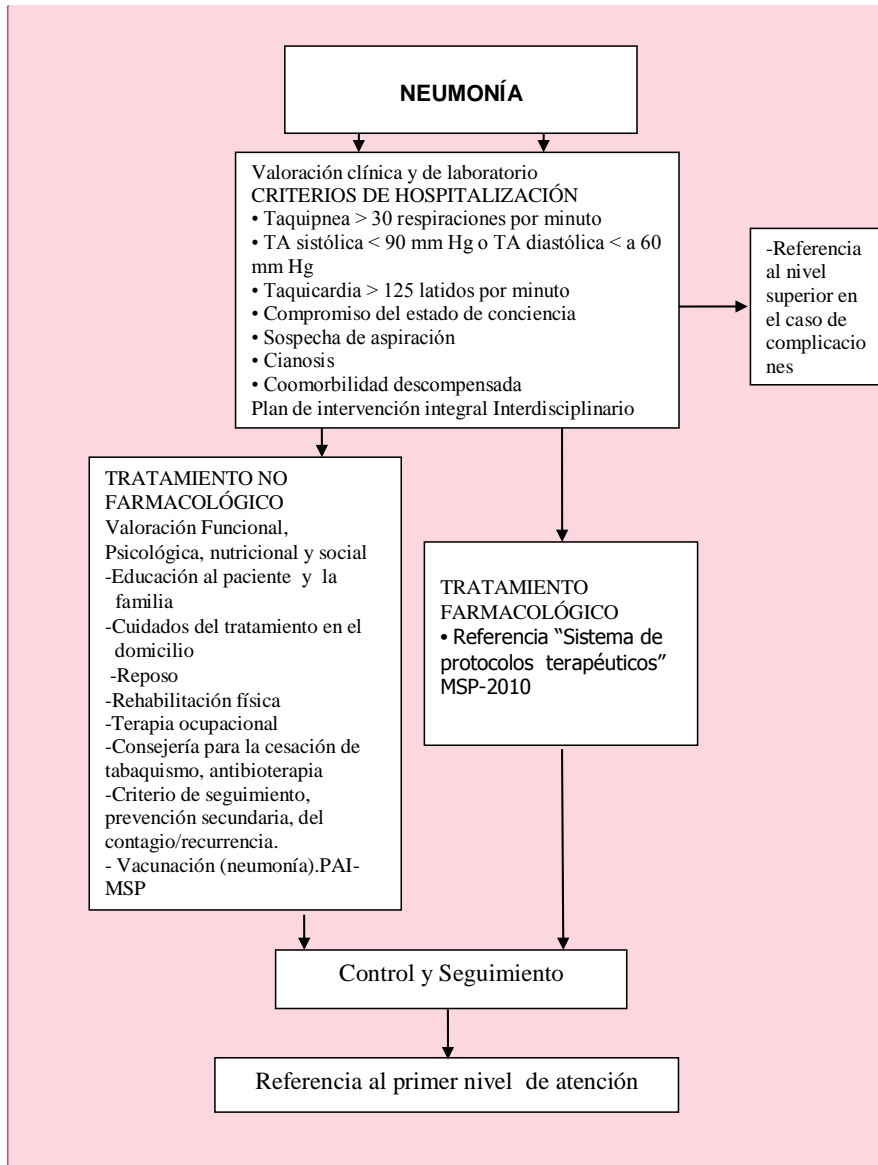 NEUMONÍA
Valoración clínica y de laboratorio
CRITERIOS DE HOSPITALIZACIÓN
• Taquipnea > 30 respiraciones por minuto
• TA sistólica < 90 mm Hg o TA diastólica < a 60
mm Hg
• Taquicardia > 125 latidos por minuto
• Compromiso del estado de conciencia
• Sospecha de aspiración
• Cianosis
• Coomorbilidad descompensada
Plan de intervención integral Interdisciplinario
-Referencia
al nivel
superior en
el caso de
complicacio
nes
TRATAMIENTO NO
FARMACOLÓGICO
Valoración Funcional,
Psicológica, nutricional y social
-Educación al paciente y la
familia
-Cuidados del tratamiento en el
domicilio
-Reposo
-Rehabilitación física
-Terapia ocupacional
-Consejería para la cesación de
tabaquismo, antibioterapia
-Criterio de seguimiento,
prevención secundaria, del
contagio/recurrencia.
- Vacunación (neumonía).PAI-
MSP
TRATAMIENTO
FARMACOLÓGICO
• Referencia “Sistema de
protocolos terapéuticos”
MSP-2010
Control y Seguimiento
Referencia al primer nivel de atención